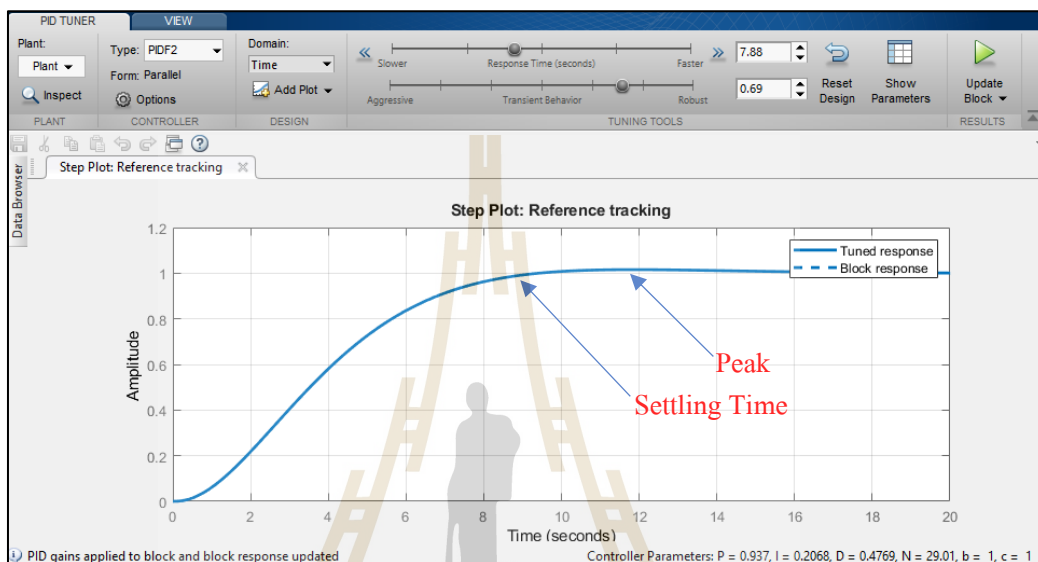 PID TUNER VIEW
Plant:
Plant
Inspect
PLANT
Type: PIDF2
Form: Parallel
Options
CONTROLLER
Domain:
Time
Add Plot
DESIGN
Slower Response Time (seconds) Faster
7.88
Aggressive Transient Behavior Robust
0.69
Reset
Design
Show
Parameters
TUNING TOOLS
Update
Block
RESULTS
Step Plot: Reference tracking
Data Browser
Step Plot: Reference tracking
Tuned response
Block response
Amplitude
1.2
1
0.8
0.6
0.4
0.2
0
Peak
Settling Time
0 2 4 6 8 10 12 14 16 18 20
Time (seconds)
PID gains applied to block and block response updated
Controller Parameters: P = 0.937, I = 0.2068, D = 0.4769, N = 29.01, b = 1, c = 1